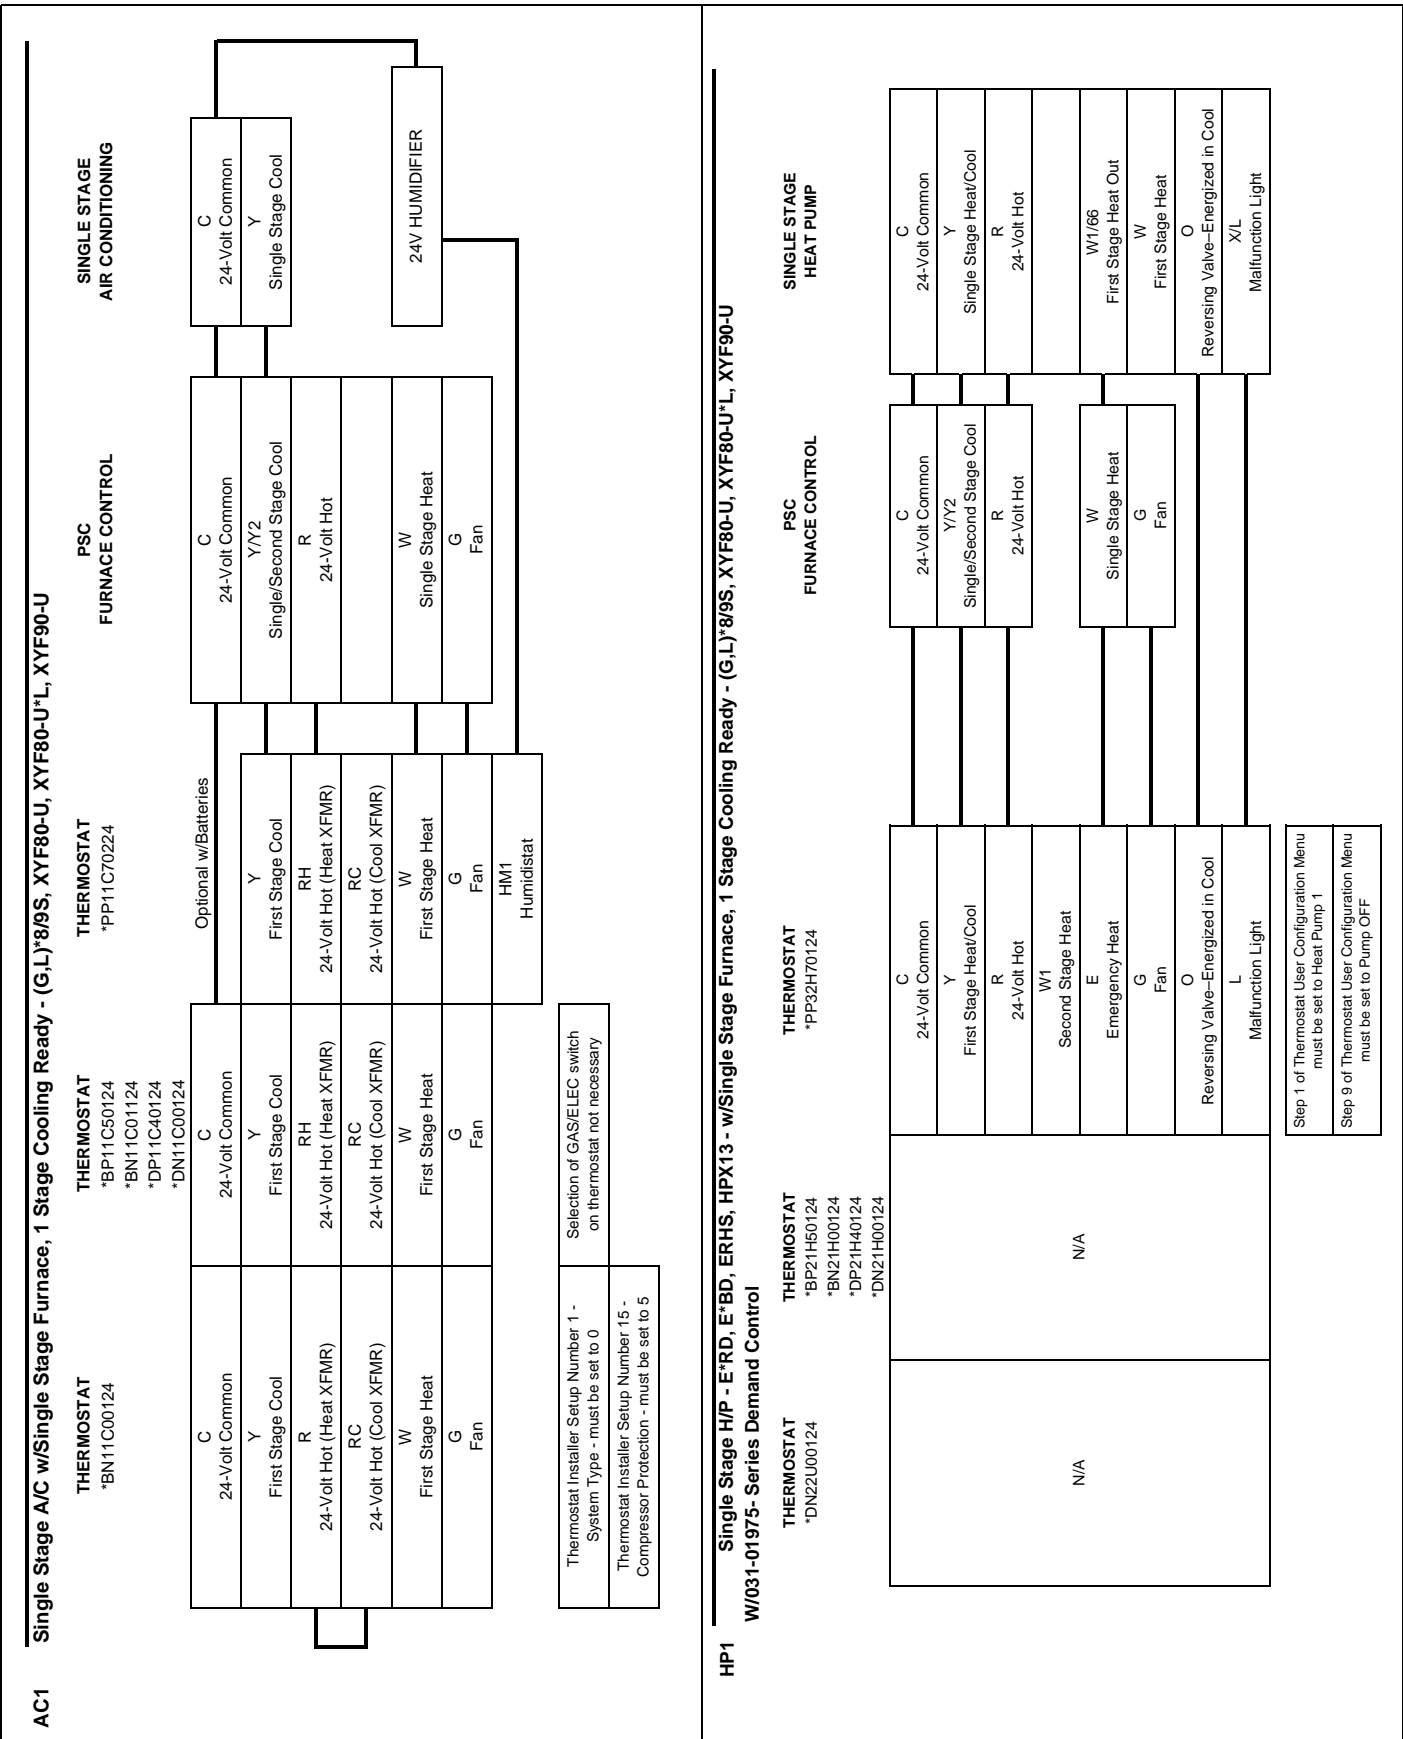 AC1
Single Stage A/C w/Single Stage Furnace, 1 Stage Cooling Ready - (G,L)*8/9S, XYF80-U, XYF80-U*L, XYF90-U
THERMOSTAT
*BN11C00124
THERMOSTAT
*BP11C50124
*BN11C01124
*DP11C40124
*DN11C00124
THERMOSTAT
*PP11C70224
PSC
FURNACE CONTROL
SINGLE STAGE
AIR CONDITIONING
C
24-Volt Common
Y
First Stage Cool
R
24-Volt Hot (Heat XFMR)
RC
24-Volt Hot (Cool XFMR)
W
First Stage Heat
G
Fan
C
24-Volt Common
Y
First Stage Cool
RH
24-Volt Hot (Heat XFMR)
RC
24-Volt Hot (Cool XFMR)
W
First Stage Heat
G
Fan
Optional w/Batteries
Y
First Stage Cool
RH
24-Volt Hot (Heat XFMR)
RC
24-Volt Hot (Cool XFMR)
W
First Stage Heat
G
Fan
HM1
Humidistat
C
24-Volt Common
Y/Y2
Single/Second Stage Cool
R
24-Volt Hot
W
Single Stage Heat
G
Fan
C
24-Volt Common
Y
Single Stage Cool
24V HUMIDIFIER
Thermostat Installer Setup Number 1 -
System Type - must be set to 0
Thermostat Installer Setup Number 15 -
Compressor Protection - must be set to 5
Selection of GAS/ELEC switch
on thermostat not necessary
HP1
Single Stage H/P - E*RD, E*BD, ERHS, HPX13 - w/Single Stage Furnace, 1 Stage Cooling Ready - (G,L)*8/9S, XYF80-U, XYF80-U*L, XYF90-U
W/031-01975- Series Demand Control
THERMOSTAT
*DN22U00124
THERMOSTAT
*BP21H50124
*BN21H00124
*DP21H40124
*DN21H00124
THERMOSTAT
*PP32H70124
PSC
FURNACE CONTROL
SINGLE STAGE
HEAT PUMP
N/A
N/A
C
24-Volt Common
Y
First Stage Heat/Cool
R
24-Volt Hot
W1
Second Stage Heat
E
Emergency Heat
G
Fan
O
Reversing Valve–Energized in Cool
L
Malfunction Light
C
24-Volt Common
Y/Y2
Single/Second Stage Cool
R
24-Volt Hot
W
Single Stage Heat
G
Fan
C
24-Volt Common
Y
Single Stage Heat/Cool
R
24-Volt Hot
W1/66
First Stage Heat Out
W
First Stage Heat
O
Reversing Valve–Energized in Cool
X/L
Malfunction Light
Step 1 of Thermostat User Configuration Menu
must be set to Heat Pump 1
Step 9 of Thermostat User Configuration Menu
must be set to Pump OFF